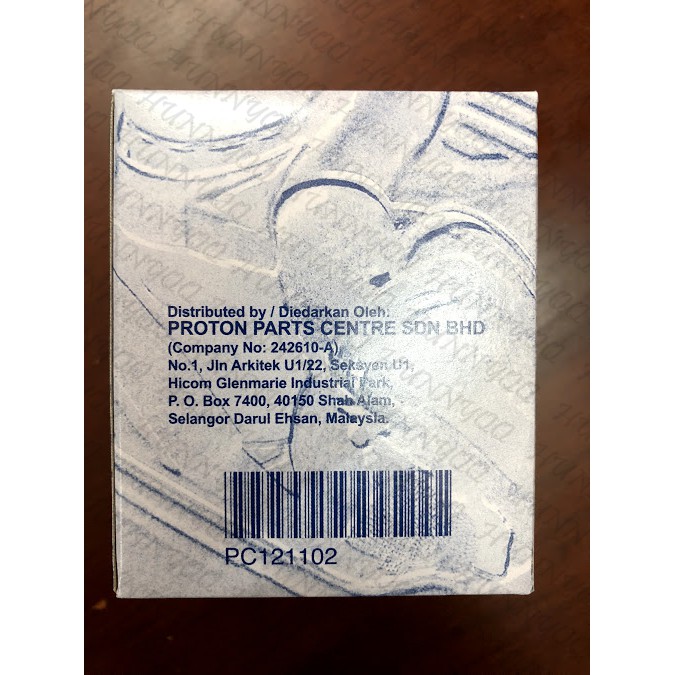 Distributed by / Diedarkan Oleh:
PROTON PARTS CENTRE SDN BHD
(Company No: 242610-A)
No.1, Jln Arkitek U1/22, Seksyen U1,
Hicom Glenmarie Industrial Park,
P. O. Box 7400, 40150 Shah Alam,
Selangor Darul Ehsan, Malaysia.
PC121102
HUNNYQQ